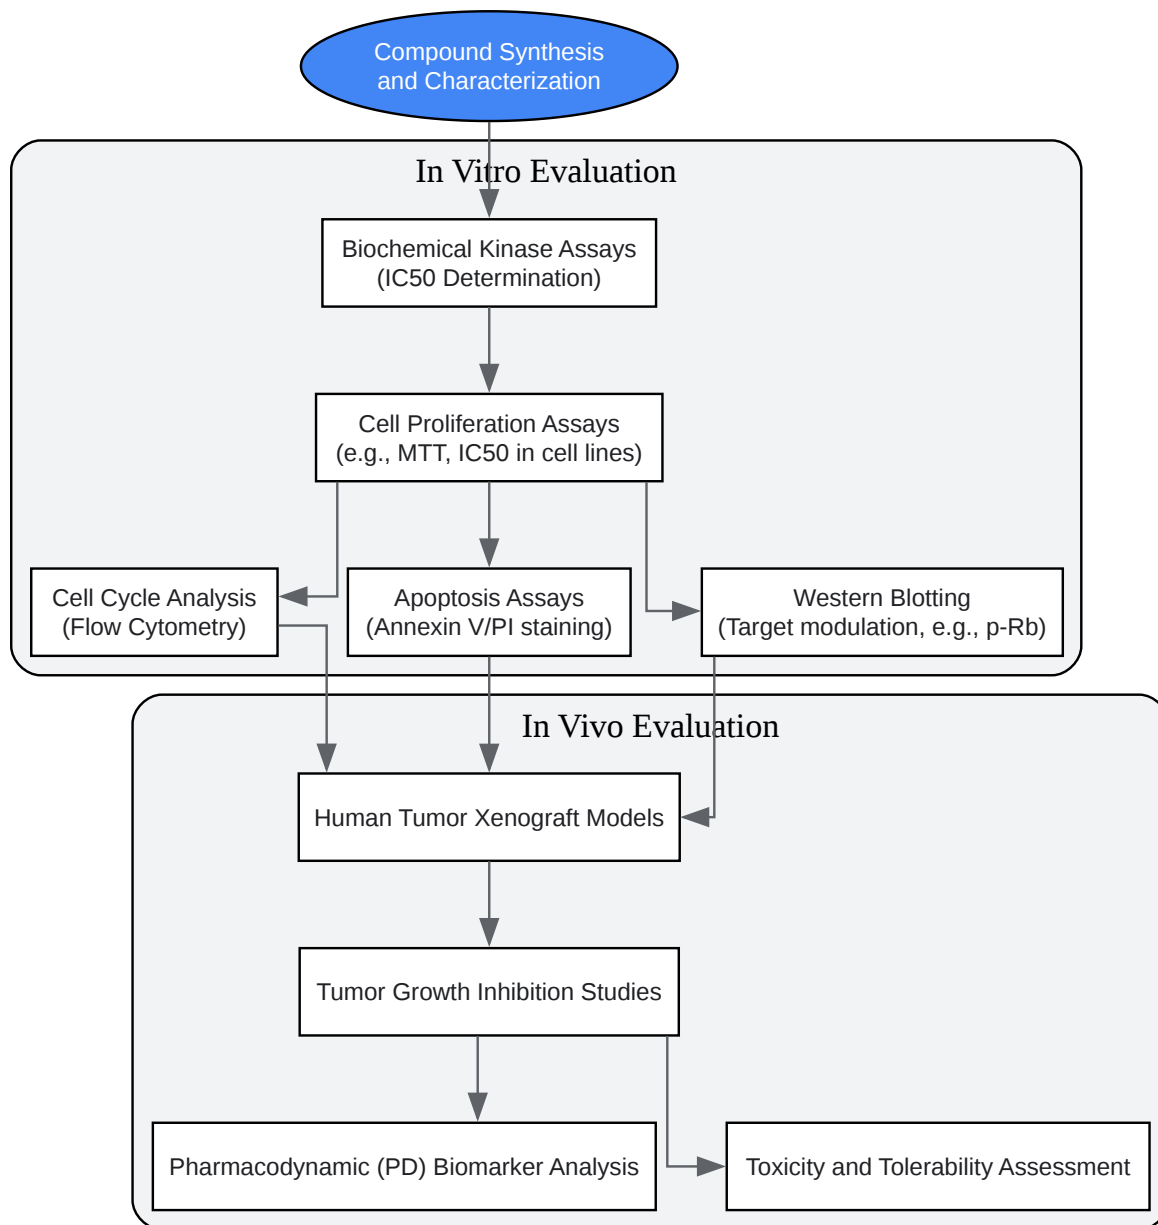 Compound Synthesis
and Characterization
In Vitro Evaluation
Biochemical Kinase Assays
(IC50 Determination)
Cell Proliferation Assays
(e.g., MTT, IC50 in cell lines)
Cell Cycle Analysis
(Flow Cytometry)
Apoptosis Assays
(Annexin V/PI staining)
Western Blotting
(Target modulation, e.g., p-Rb)
In Vivo Evaluation
Human Tumor Xenograft Models
Tumor Growth Inhibition Studies
Pharmacodynamic (PD) Biomarker Analysis
Toxicity and Tolerability Assessment